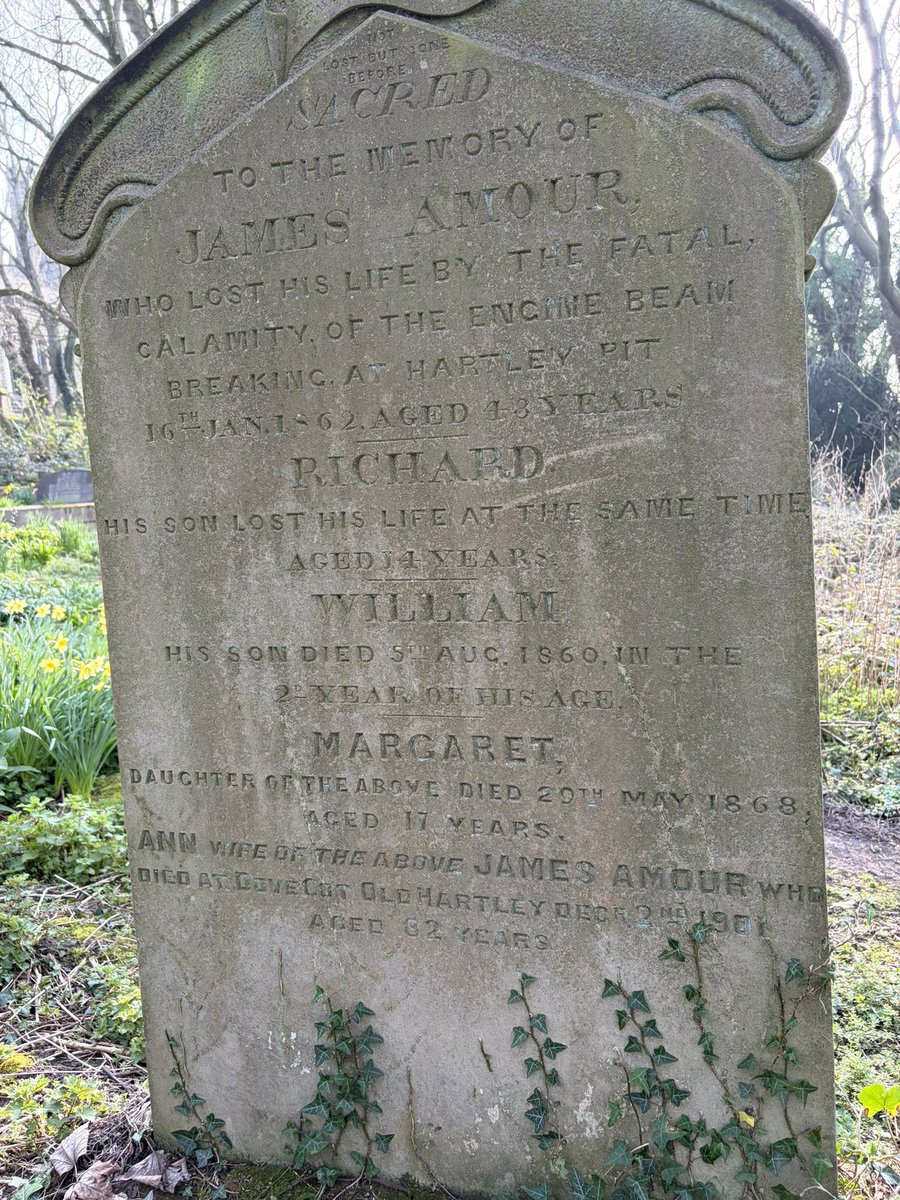 NOT
LOST BUT GONE
BEFORE
SACRED
TO THE MEMORY OF
JAMES AMOUR,
WHO LOST HIS LIFE BY THE FATAL,
CALAMITY, OF THE ENGINE BEAM
BREAKING, AT HARTLEY PIT
16TH JAN, 1862, AGED 43 YEARS
RICHARD
HIS SON LOST HIS LIFE AT THE SAME TIME,
AGED 14 YEARS.
WILLIAM
HIS SON DIED 5TH AUG, 1860, IN THE
2D YEAR OF HIS AGE.
MARGARET,
DAUGHTER OF THE ABOVE DIED 29TH MAY 1868,
AGED 17 YEARS.
ANN WIFE OF THE ABOVE JAMES AMOUR WHO
DIED AT DOVE COT OLD HARTLEY DECR 2ND 1901
AGED 82 YEARS